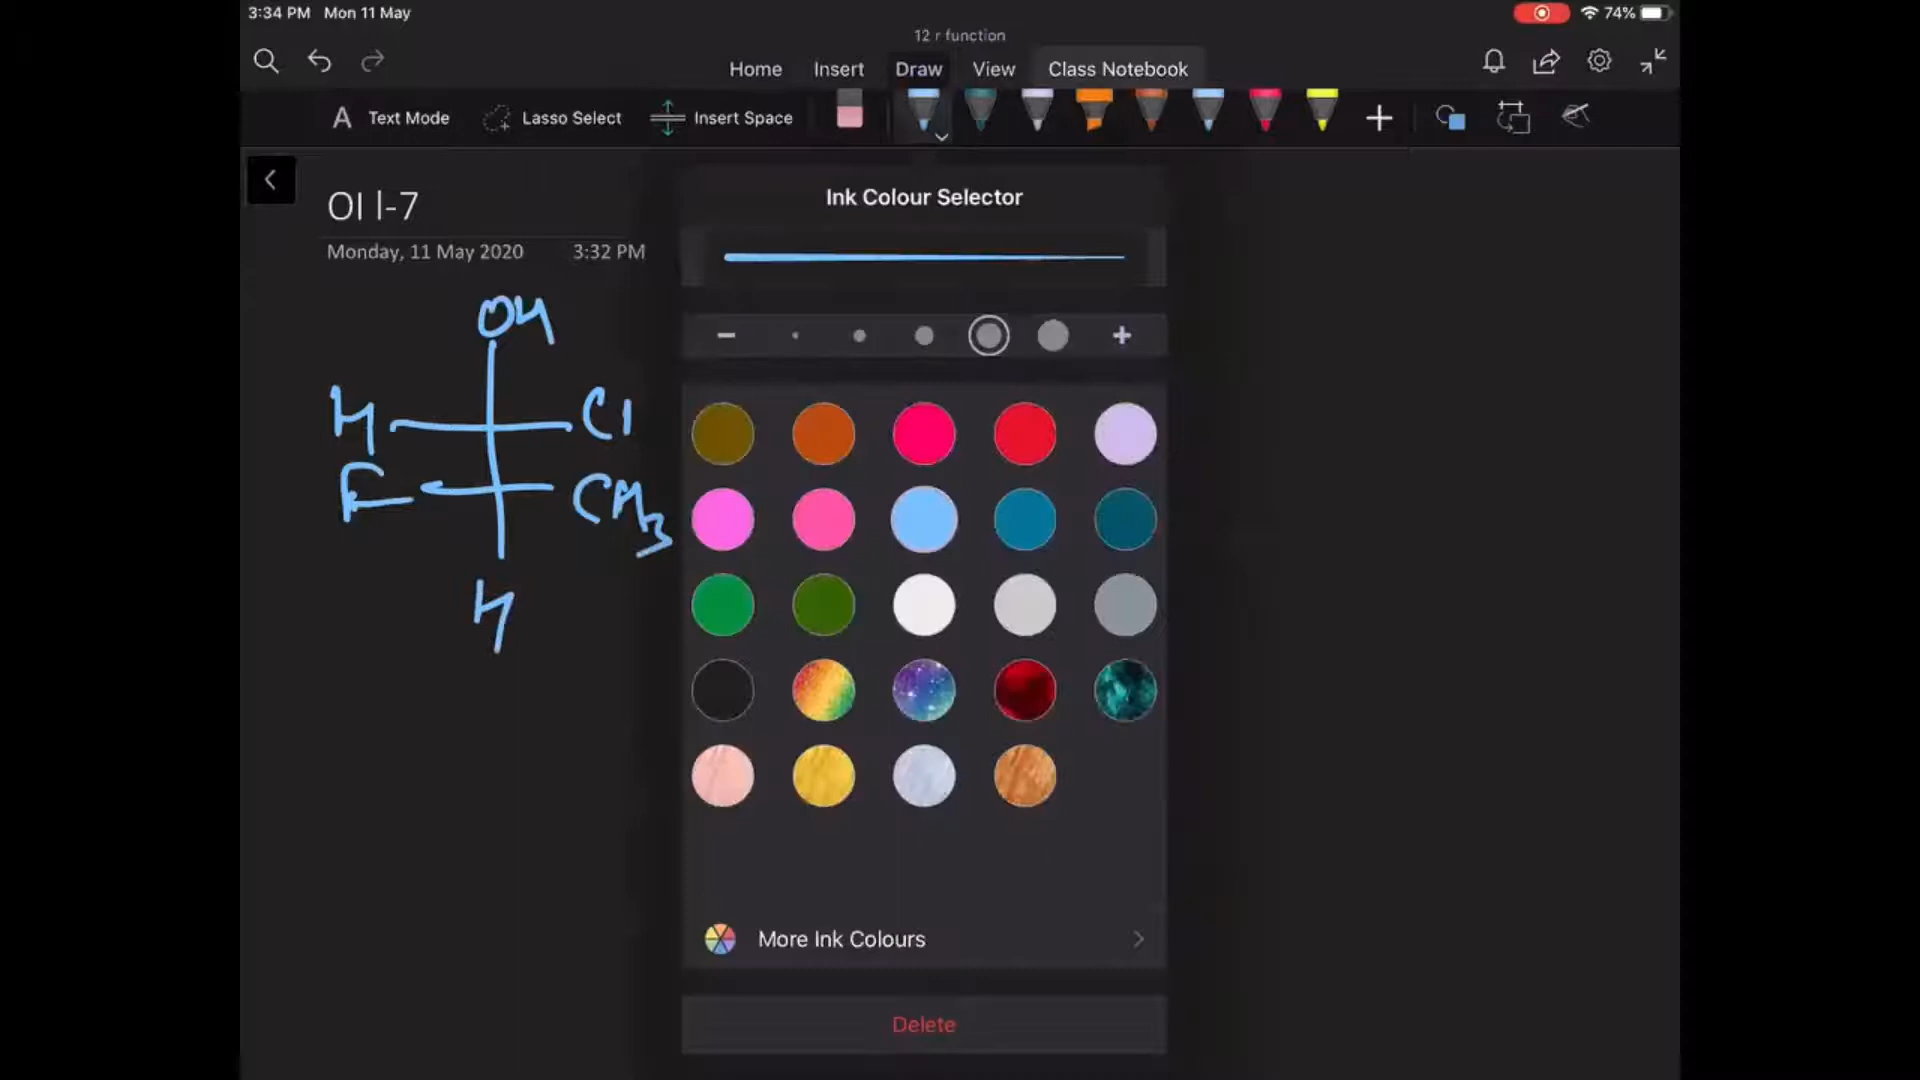 3:34 PM Mon 11 May
74%
12 r function
Home Insert Draw View Class Notebook
Text Mode Lasso Select Insert Space
OI I-7
Monday, 11 May 2020 3:32 PM
Ink Colour Selector
OH
H Cl
F CH3
H
More Ink Colours
Delete